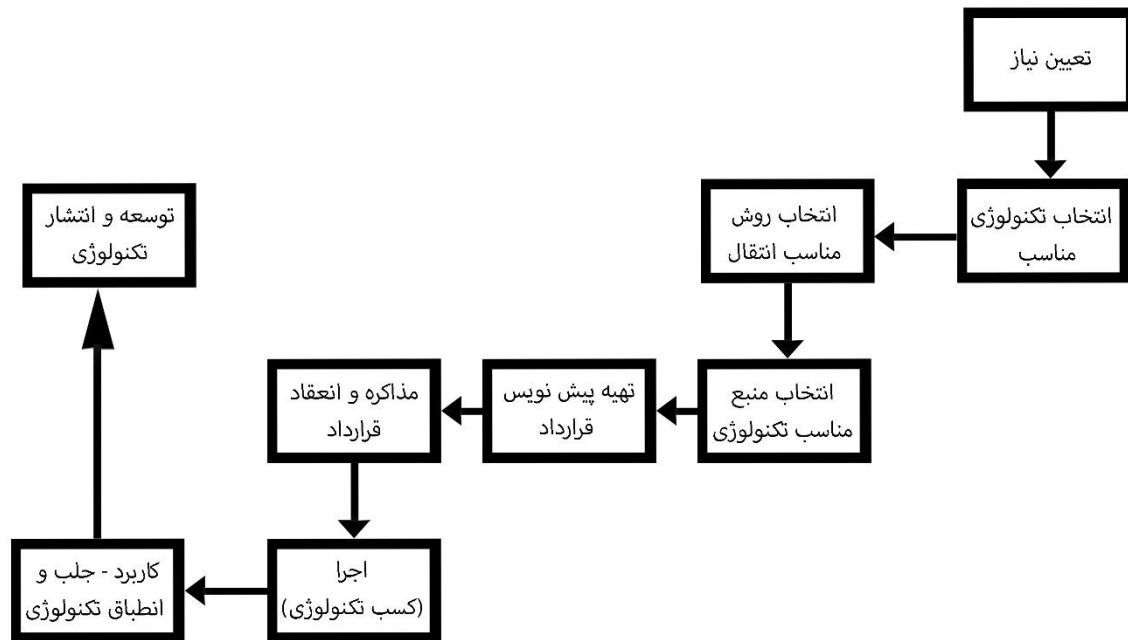 تعیین نیاز
انتخاب تکنولوژی
مناسب
انتخاب روش
مناسب انتقال
انتخاب منبع
مناسب تکنولوژی
تهیه پیش نویس
قرارداد
مذاکره و انعقاد
قرارداد
اجرا
(کسب تکنولوژی)
کاربرد - جلب و
انطباق تکنولوژی
توسعه و انتشار
تکنولوژی